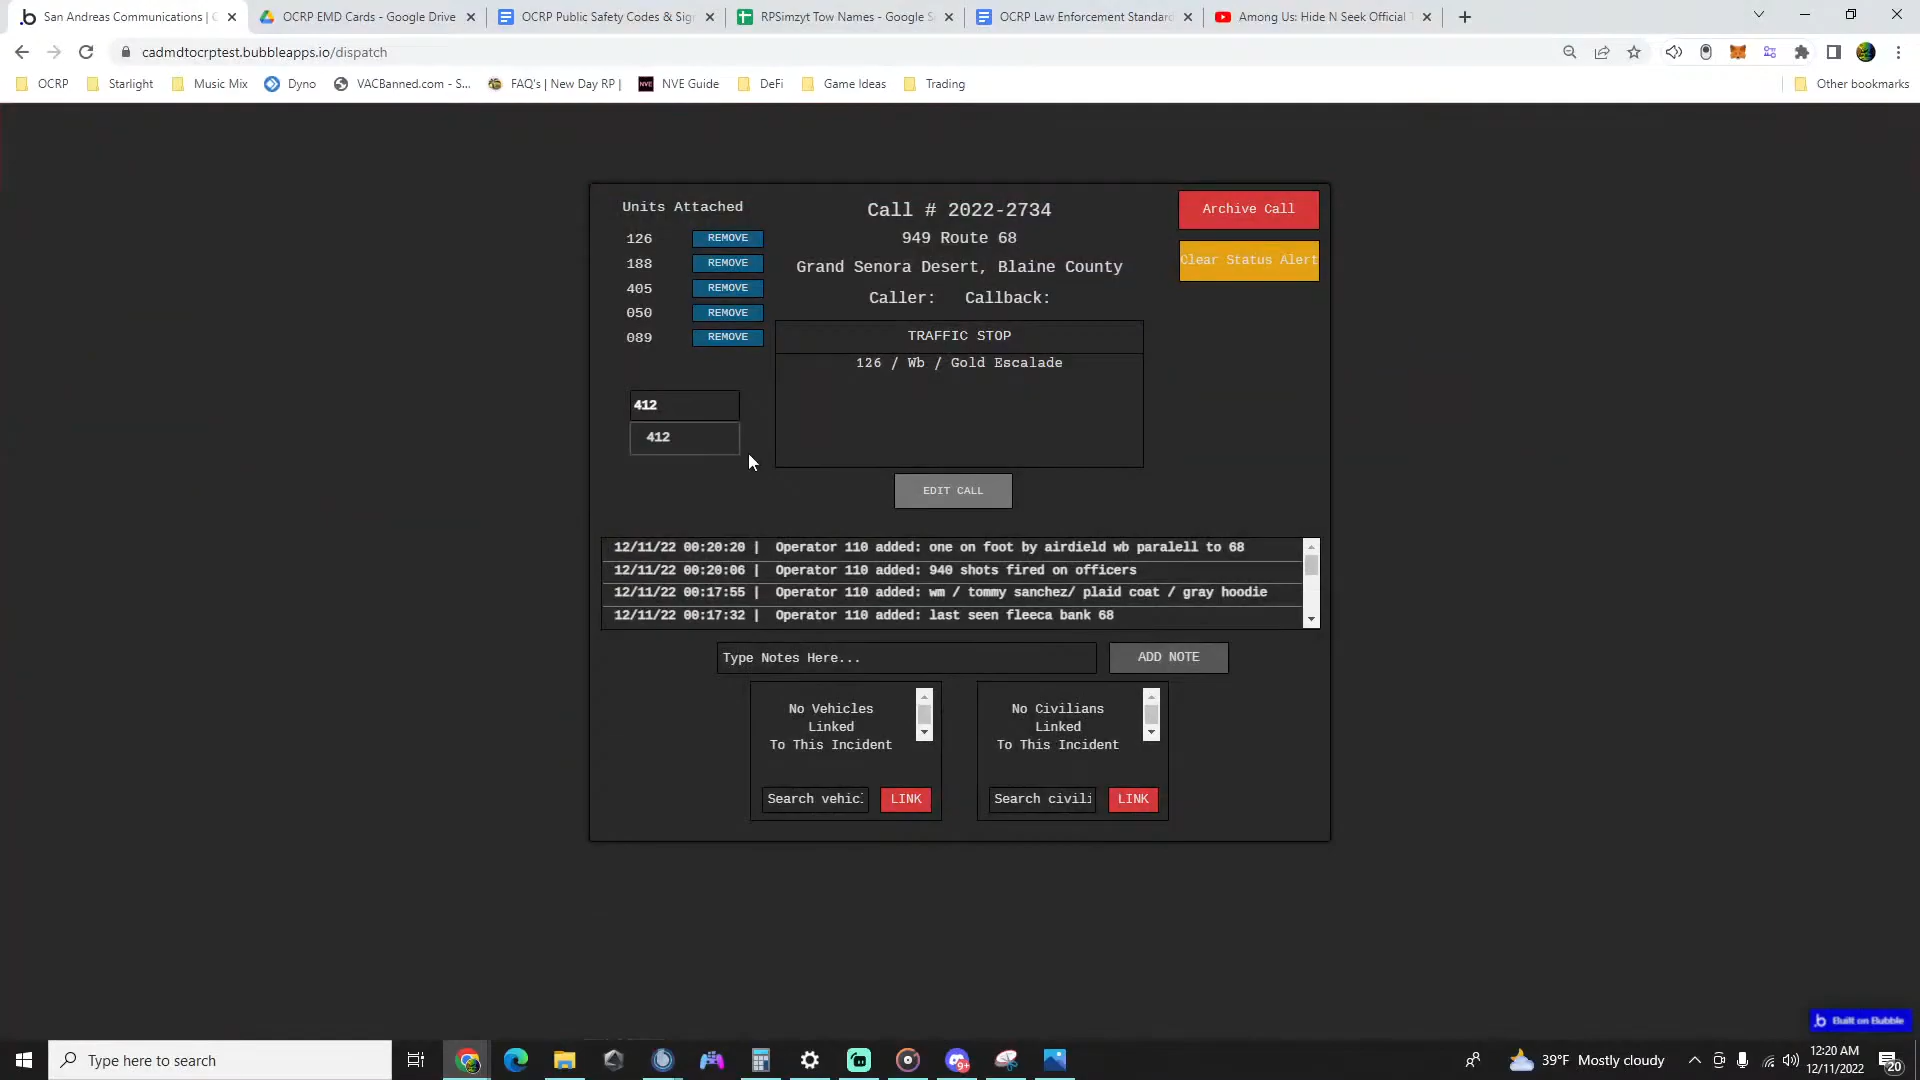 San Andreas Communications |
OCRP EMD Cards - Google Drive
OCRP Public Safety Codes & Sig
RPSimzyt Tow Names - Google S
OCRP Law Enforcement Standard
Among Us: Hide N Seek Official T
cadmdtocrptest.bubbleapps.io/dispatch
OCRP
Starlight
Music Mix
Dyno
VACBanned.com - S...
FAQ's | New Day RP |
NVE
NVE Guide
DeFi
Game Ideas
Trading
Other bookmarks
Units Attached
126 REMOVE
188 REMOVE
405 REMOVE
050 REMOVE
089 REMOVE
412
412
Call # 2022-2734
949 Route 68
Grand Senora Desert, Blaine County
Caller: Callback:
Archive Call
Clear Status Alert
TRAFFIC STOP
126 / Wb / Gold Escalade
EDIT CALL
12/11/22 00:20:20 | Operator 110 added: one on foot by airdield wb paralell to 68
12/11/22 00:20:06 | Operator 110 added: 940 shots fired on officers
12/11/22 00:17:55 | Operator 110 added: wm / tommy sanchez/ plaid coat / gray hoodie
12/11/22 00:17:32 | Operator 110 added: last seen fleeca bank 68
Type Notes Here...
ADD NOTE
No Vehicles
Linked
To This Incident
Search vehic
LINK
No Civilians
Linked
To This Incident
Search civili
LINK
Built on Bubble
Type here to search
9+
39°F Mostly cloudy
12:20 AM
12/11/2022
20